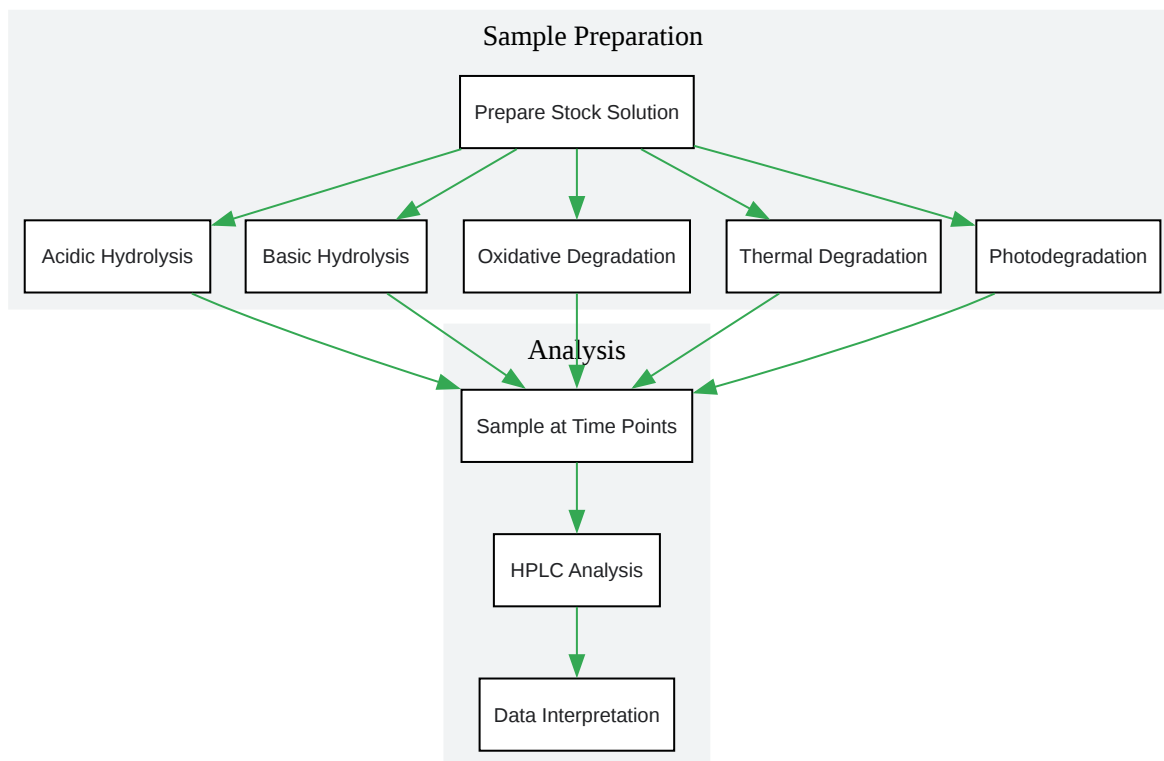 Sample Preparation
Prepare Stock Solution
Acidic Hydrolysis
Basic Hydrolysis
Oxidative Degradation
Thermal Degradation
Photodegradation
Analysis
Sample at Time Points
HPLC Analysis
Data Interpretation